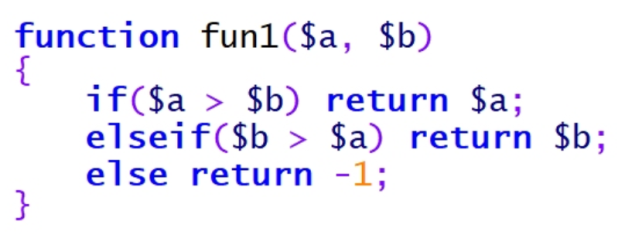 function fun1($a, $b)
{
    if($a > $b) return $a;
    elseif($b > $a) return $b;
    else return -1;
}